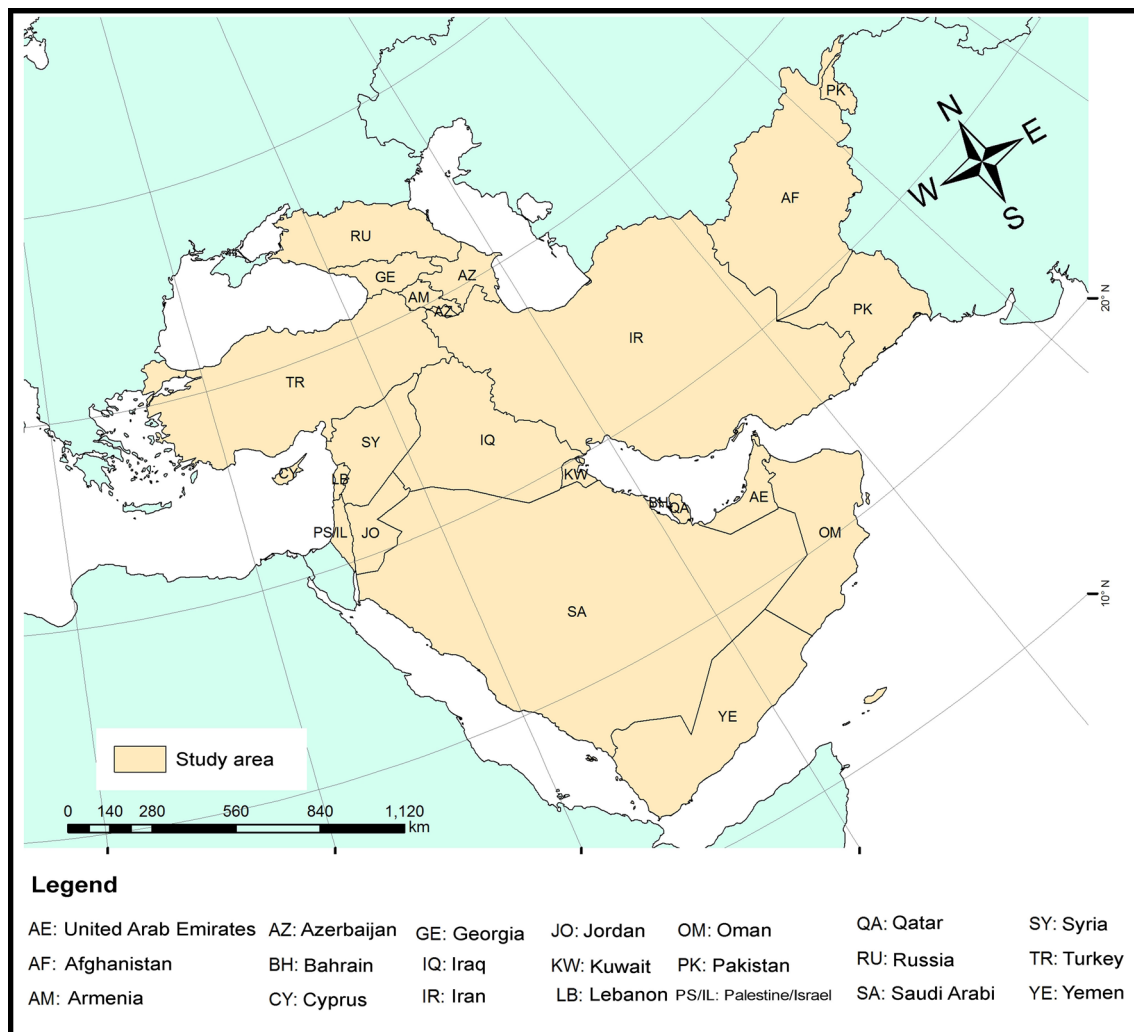 PK
N
E
W
S
AF
RU
GE
AZ
AM
AZ
20° N
PK
IR
TR
SY
IQ
CY
LB
KW
BH
QA
AE
PS/IL
JO
OM
10° N
SA
YE
Study area
0 140 280 560 840 1,120
km
Legend
AE: United Arab Emirates AZ: Azerbaijan GE: Georgia JO: Jordan OM: Oman QA: Qatar SY: Syria
AF: Afghanistan BH: Bahrain IQ: Iraq KW: Kuwait PK: Pakistan RU: Russia TR: Turkey
AM: Armenia CY: Cyprus IR: Iran LB: Lebanon PS/IL: Palestine/Israel SA: Saudi Arabi YE: Yemen